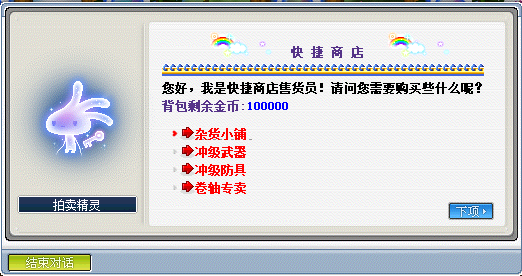 快 捷 商 店
您好，我是快捷商店售货员！请问您需要购买些什么呢？
背包剩余金币:100000
杂货小铺
冲级武器
冲级防具
卷轴专卖
拍卖精灵
下项
结束对话